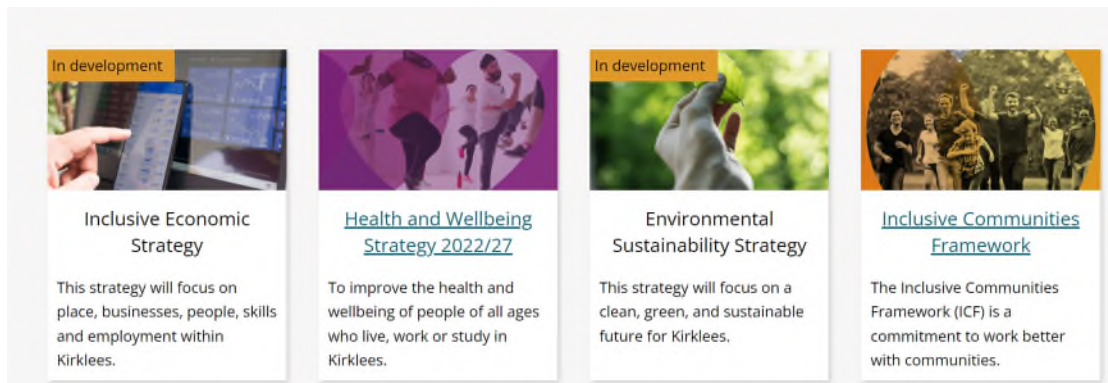 In development
Inclusive Economic
Strategy
This strategy will focus on
place, businesses, people, skills
and employment within
Kirklees.
Health and Wellbeing
Strategy 2022/27
To improve the health and
wellbeing of people of all ages
who live, work or study in
Kirklees.
In development
Environmental
Sustainability Strategy
This strategy will focus on a
clean, green, and sustainable
future for Kirklees.
Inclusive Communities
Framework
The Inclusive Communities
Framework (ICF) is a
commitment to work better
with communities.